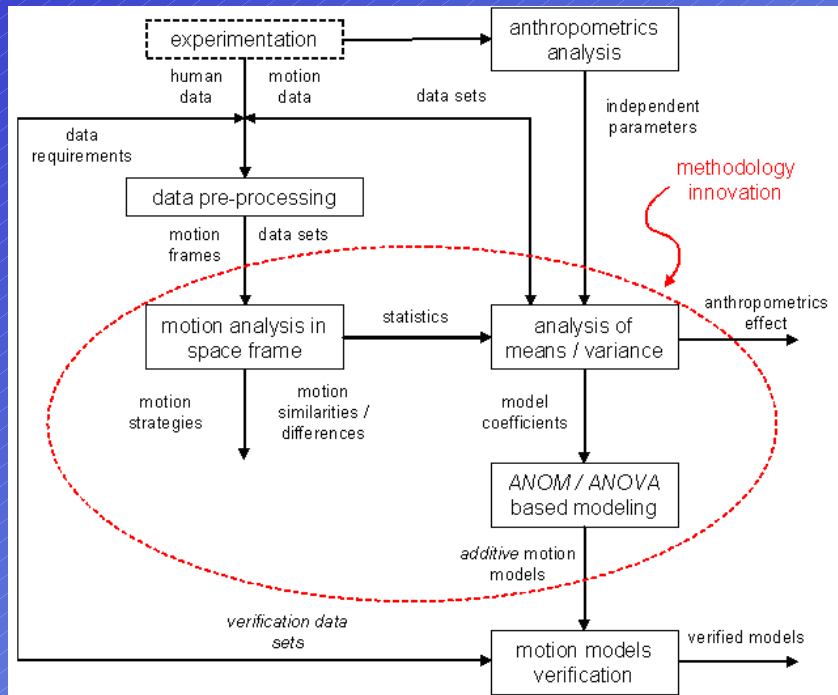 experimentation
anthropometrics
analysis
human
data
motion
data
data sets
independent
parameters
data
requirements
methodology
innovation
data pre-processing
motion
frames
data sets
motion analysis in
space frame
statistics
analysis of
means / variance
anthropometrics
effect
motion
strategies
motion
similarities /
differences
model
coefficients
ANOM / ANOVA
based modeling
additive motion
models
verification data
sets
motion models
verification
verified models